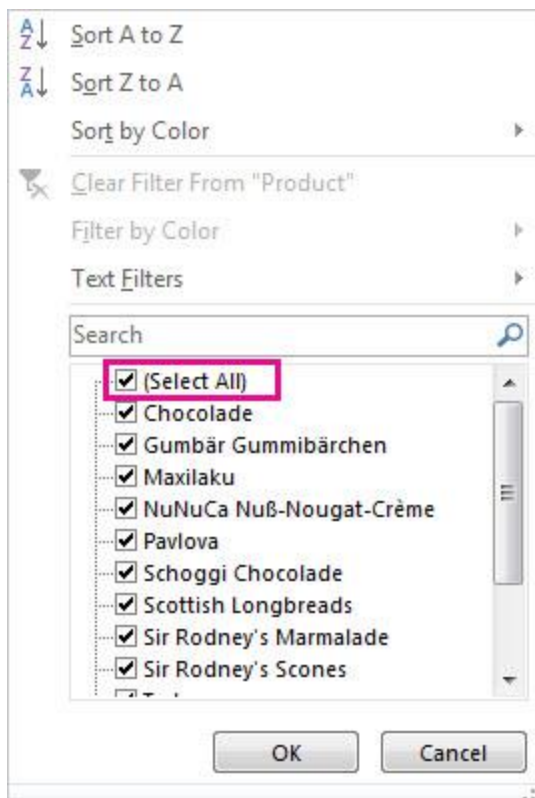 Sort A to Z
Sort Z to A
Sort by Color
Clear Filter From "Product"
Filter by Color
Text Filters
Search
(Select All)
Chocolade
Gumbär Gummibärchen
Maxilaku
NuNuCa Nuß-Nougat-Crème
Pavlova
Schoggi Chocolade
Scottish Longbreads
Sir Rodney's Marmalade
Sir Rodney's Scones
OK
Cancel